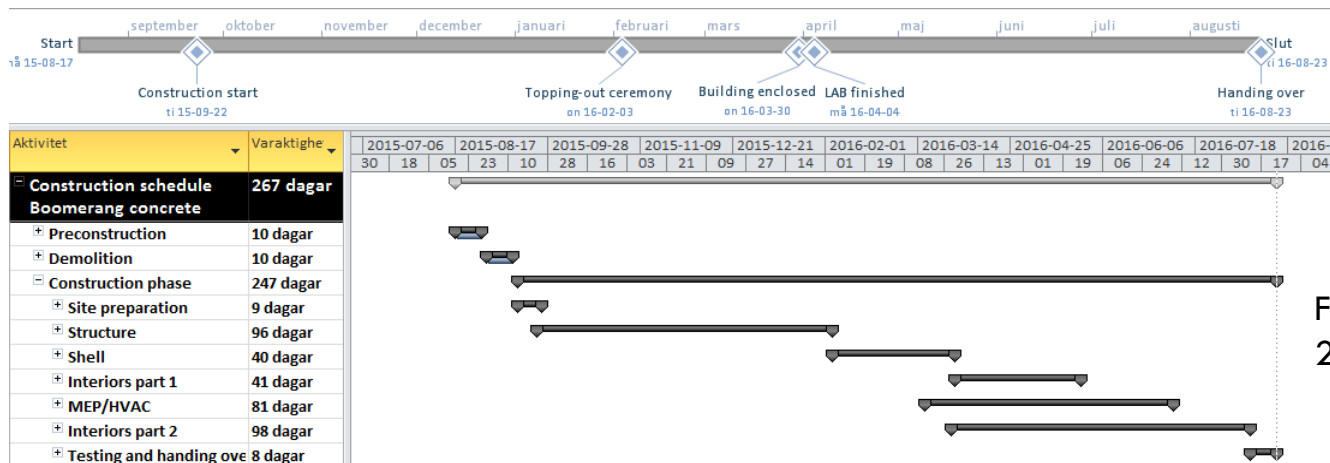 september oktober november december januari februari mars april maj juni juli augusti
Start
må 15-08-17
Slut
ti 16-08-23
Construction start
ti 15-09-22
Topping-out ceremony
on 16-02-03
Building enclosed
on 16-03-30
LAB finished
må 16-04-04
Handing over
ti 16-08-23
Aktivitet Varaktighe 2015-07-06 2015-08-17 2015-09-28 2015-11-09 2015-12-21 2016-02-01 2016-03-14 2016-04-25 2016-06-06 2016-07-18 2016-
30 18 05 23 10 28 16 03 21 09 27 14 01 19 08 26 13 01 19 06 24 12 30 17 04
Construction schedule 267 dagar
Boomerang concrete
Preconstruction 10 dagar
Demolition 10 dagar
Construction phase 247 dagar
Site preparation 9 dagar
Structure 96 dagar
Shell 40 dagar
Interiors part 1 41 dagar
MEP/HVAC 81 dagar
Interiors part 2 98 dagar
Testing and handing ove 8 dagar
F
2